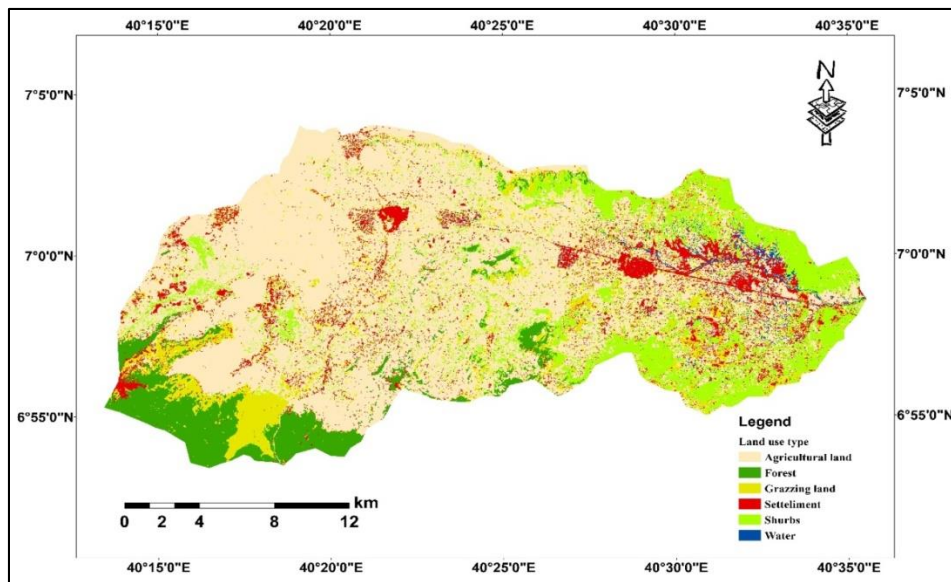 40°15'0"E 40°20'0"E 40°25'0"E 40°30'0"E 40°35'0"E
N
7°5'0"N 7°5'0"N
7°0'0"N 7°0'0"N
6°55'0"N 6°55'0"N
Legend
Land use type
Agricultural land
Forest
Grazzing land
Setteliment
Shurbs
Water
km
0 2 4 8 12
40°15'0"E 40°20'0"E 40°25'0"E 40°30'0"E 40°35'0"E